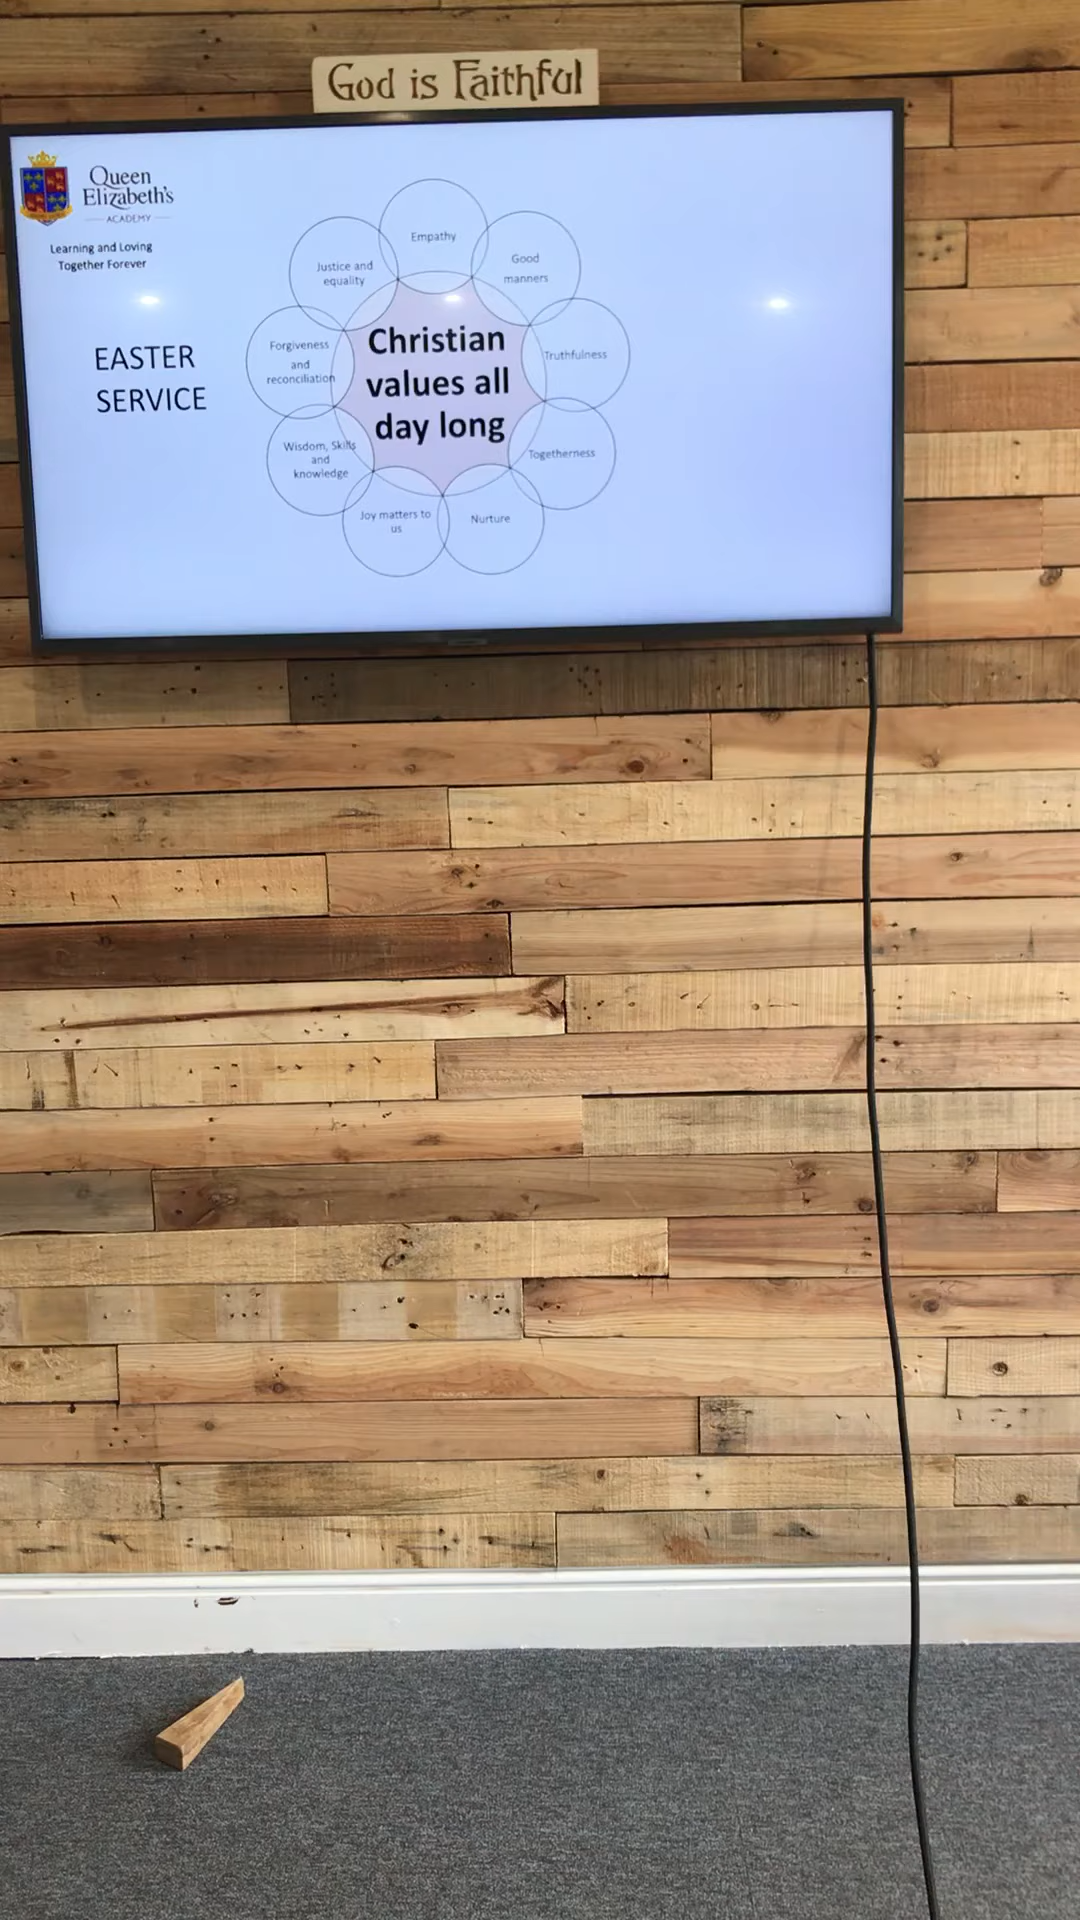 God is Faithful
Queen
Elizabeth's
ACADEMY
Learning and Loving
Together Forever
EASTER
SERVICE
Christian
values all
day long
Empathy
Good
manners
Truthfulness
Togetherness
Nurture
Joy matters to
us
Wisdom, Skills
and
knowledge
Forgiveness
and
reconciliation
Justice and
equality